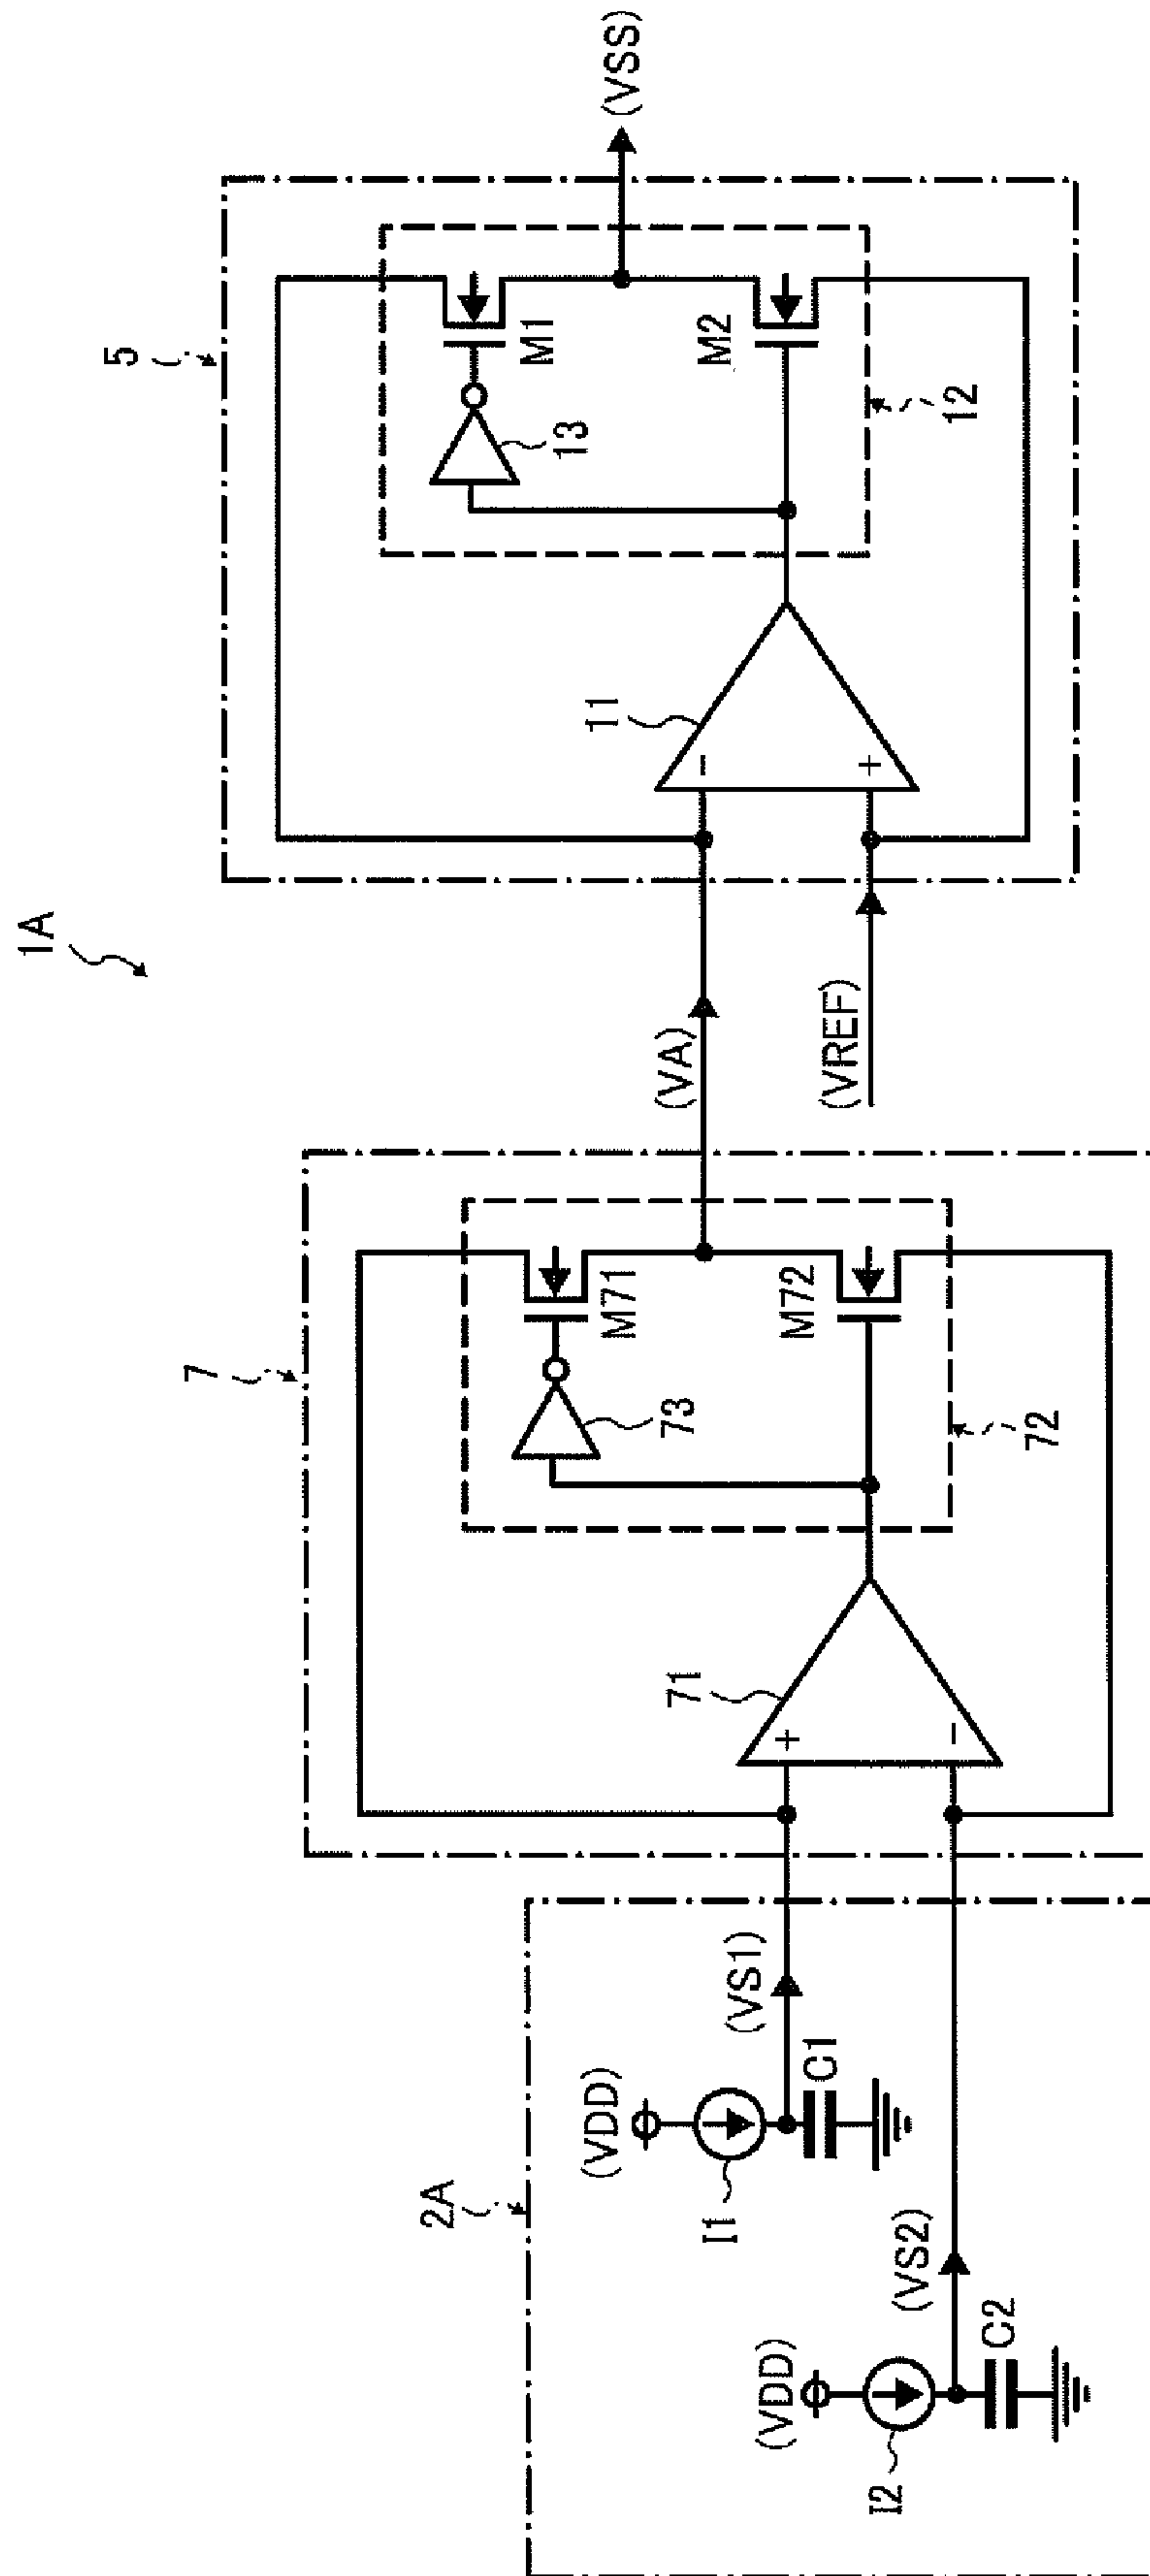 1A
5
(VSS)
M1
13
M2
12
11
-
+
(VA)
(VREF)
7
M71
73
M72
72
71
+
-
2A
(VDD)
I1
(VS1)
C1
(VDD)
I2
(VS2)
C2